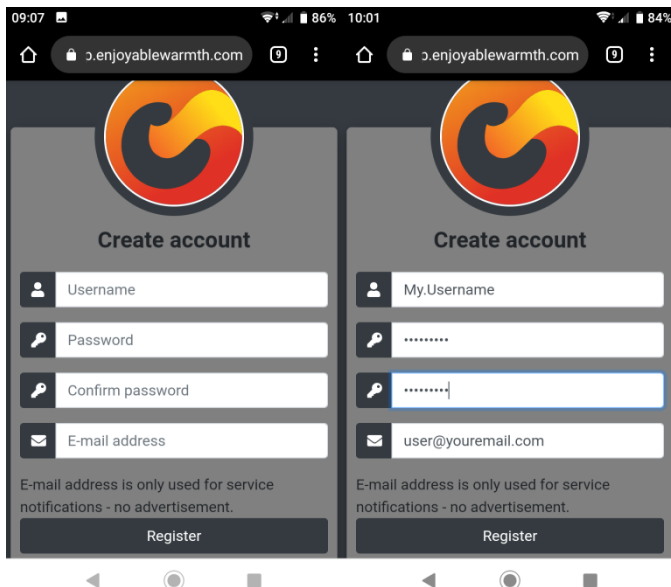 09:07
86%
ɔ.enjoyablewarmth.com
9
Create account
Username
Password
Confirm password
E-mail address
E-mail address is only used for service
notifications - no advertisement.
Register
10:01
84%
ɔ.enjoyablewarmth.com
9
Create account
My.Username
•••••••••
•••••••••
user@youremail.com
E-mail address is only used for service
notifications - no advertisement.
Register